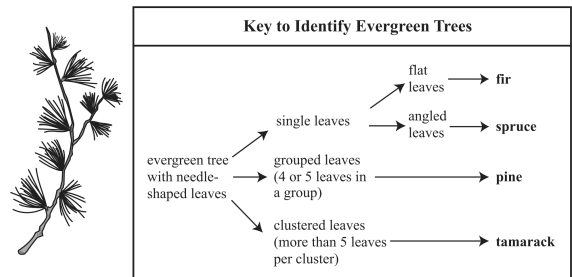 Key to Identify Evergreen Trees
flat
leaves
fir
single leaves
angled
leaves
spruce
evergreen tree
with needle-
shaped leaves
grouped leaves
(4 or 5 leaves in
a group)
pine
clustered leaves
(more than 5 leaves
per cluster)
tamarack